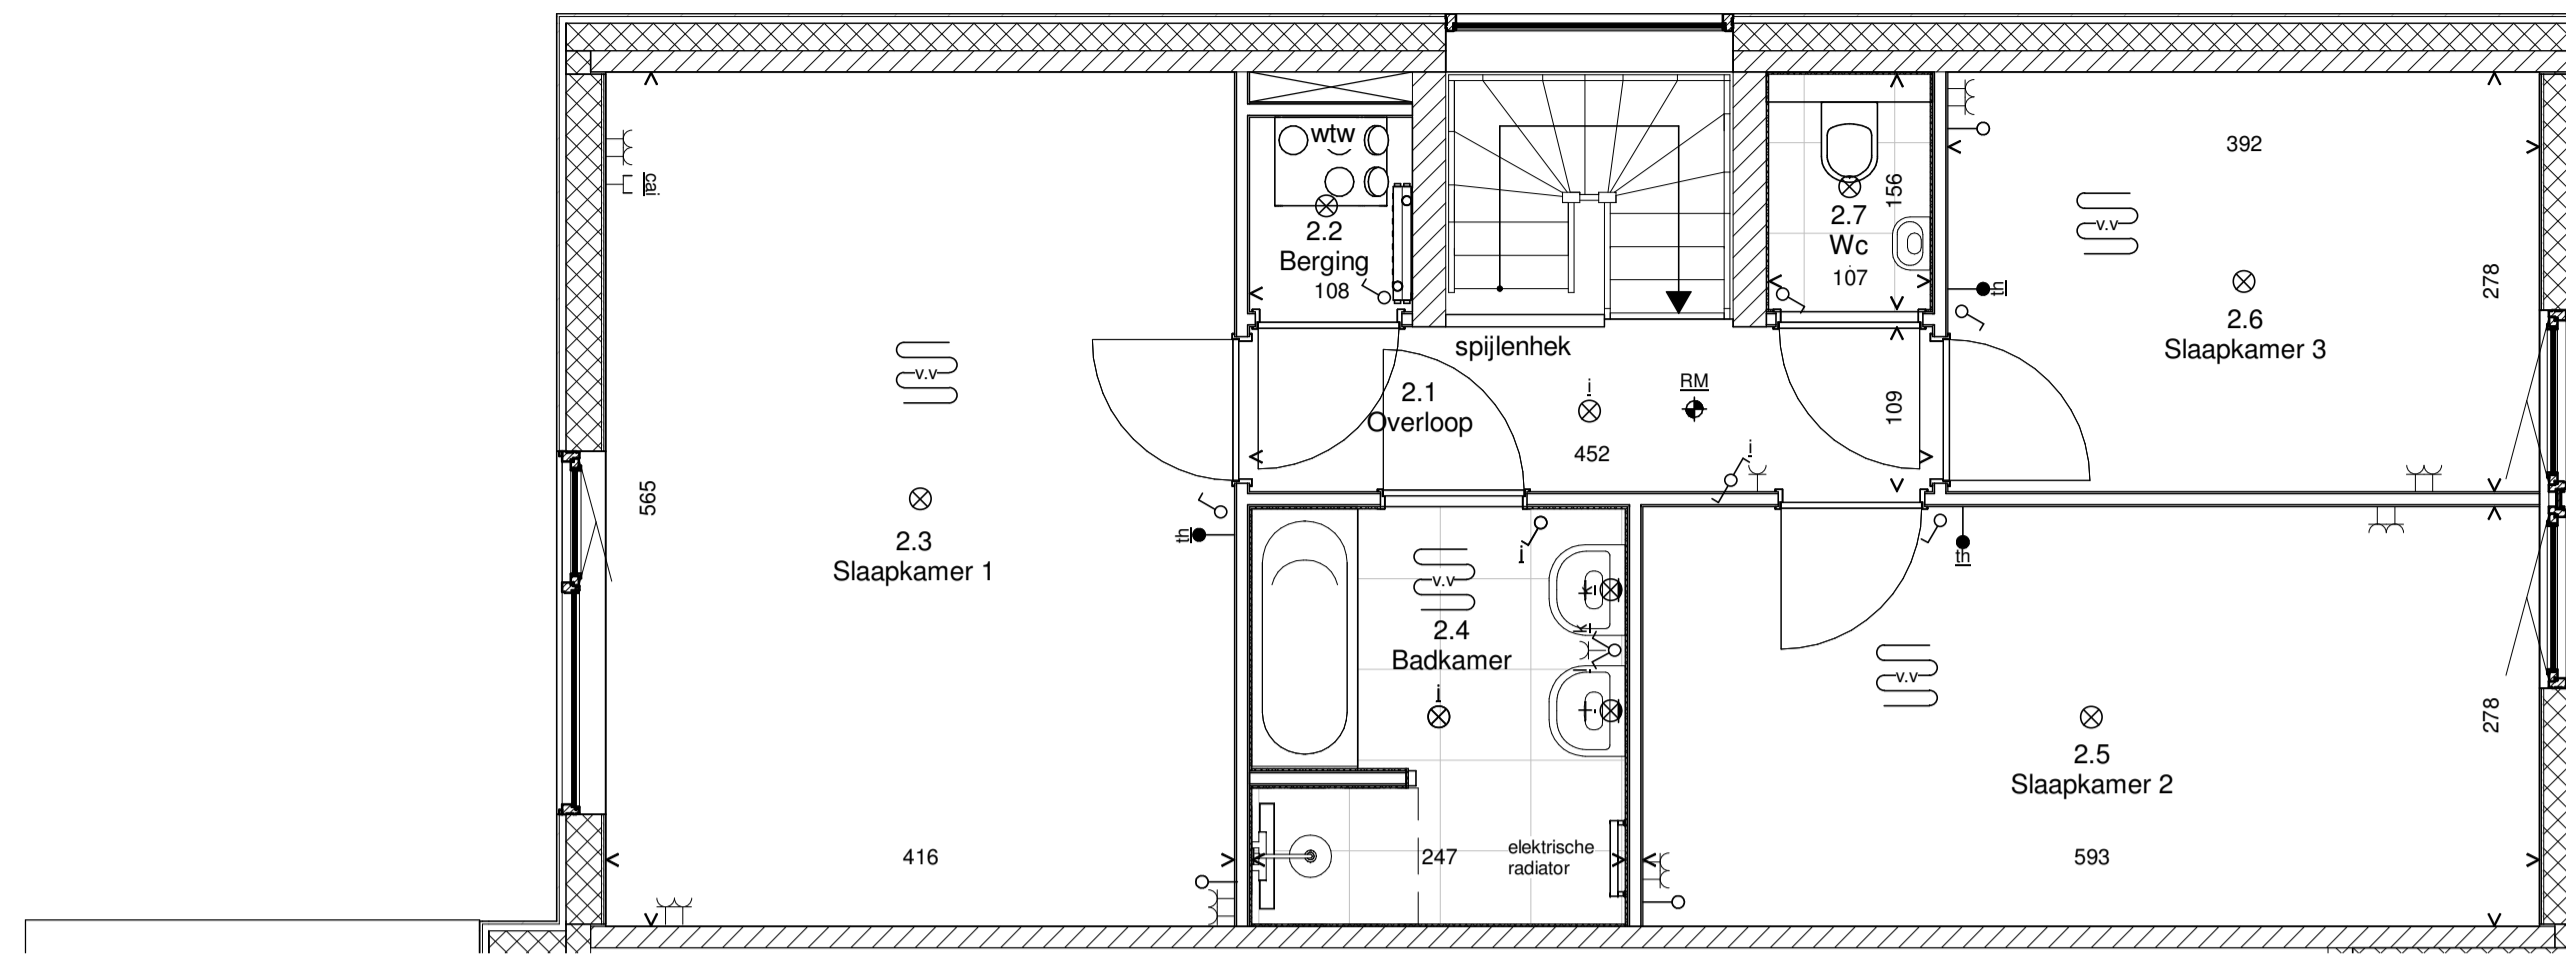 wtw
2.2
Berging
108
cai
v.v
565
2.3
Slaapkamer 1
th
416
spijlenhek
2.1
Overloop
i
RM
452
i
109
2.7
Wc
107
156
392
v.v
278
2.6
Slaapkamer 3
th
i
v.v
2.4
Badkamer
i
k
k
l
l
247
elektrische
radiator
th
v.v
278
2.5
Slaapkamer 2
593